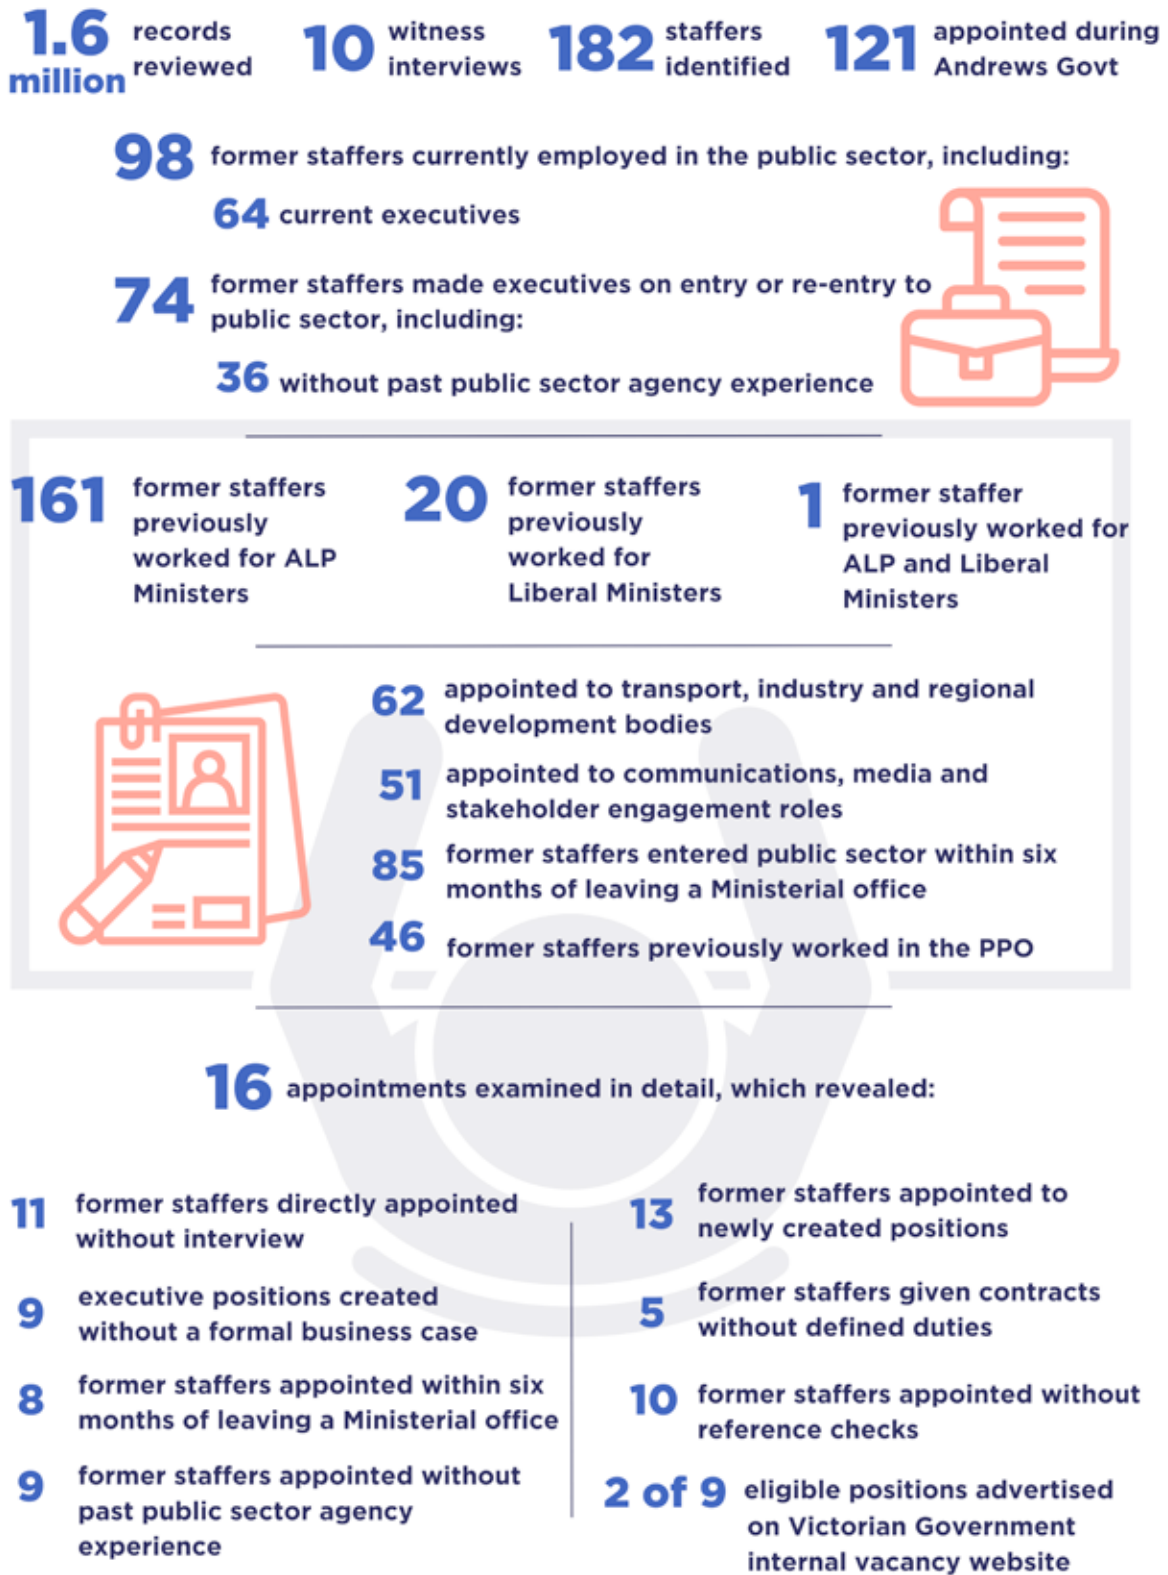 1.6 million records reviewed
10 witness interviews
182 staffers identified
121 appointed during Andrews Govt
98 former staffers currently employed in the public sector, including:
64 current executives
74 former staffers made executives on entry or re-entry to
public sector, including:
36 without past public sector agency experience
161 former staffers
previously
worked for ALP
Ministers
20 former staffers
previously
worked for
Liberal Ministers
1 former staffer
previously worked for
ALP and Liberal
Ministers
62 appointed to transport, industry and regional
development bodies
51 appointed to communications, media and
stakeholder engagement roles
85 former staffers entered public sector within six
months of leaving a Ministerial office
46 former staffers previously worked in the PPO
16 appointments examined in detail, which revealed:
11 former staffers directly appointed
without interview
9 executive positions created
without a formal business case
8 former staffers appointed within six
months of leaving a Ministerial office
9 former staffers appointed without
past public sector agency
experience
13 former staffers appointed to
newly created positions
5 former staffers given contracts
without defined duties
10 former staffers appointed without
reference checks
2 of 9 eligible positions advertised
on Victorian Government
internal vacancy website